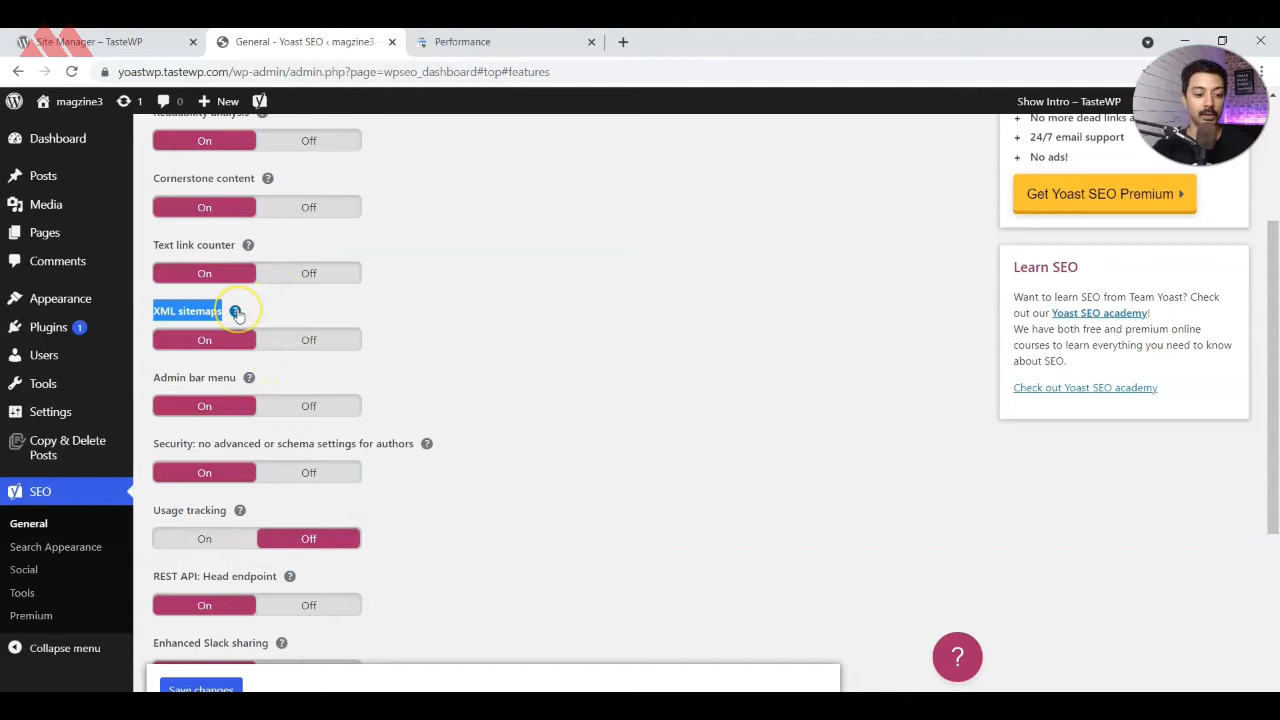 Site Manager – TasteWP
General - Yoast SEO ‹ magzine3 -
Performance
yoastwp.tastewp.com/wp-admin/admin.php?page=wpseo_dashboard#top#features
magzine3
1
0
New
Show Intro – TasteWP
Dashboard
Posts
Media
Pages
Comments
Appearance
Plugins 1
Users
Tools
Settings
Copy & Delete
Posts
SEO
General
Search Appearance
Social
Tools
Premium
Collapse menu
Readability analysis ?
On Off
Cornerstone content ?
On Off
Text link counter ?
On Off
XML sitemaps ?
On Off
Admin bar menu ?
On Off
Security: no advanced or schema settings for authors ?
On Off
Usage tracking ?
On Off
REST API: Head endpoint ?
On Off
Enhanced Slack sharing ?
Save changes
+ No more dead links
+ 24/7 email support
+ No ads!
Get Yoast SEO Premium
Learn SEO
Want to learn SEO from Team Yoast? Check
out our Yoast SEO academy!
We have both free and premium online
courses to learn everything you need to know
about SEO.
Check out Yoast SEO academy
?